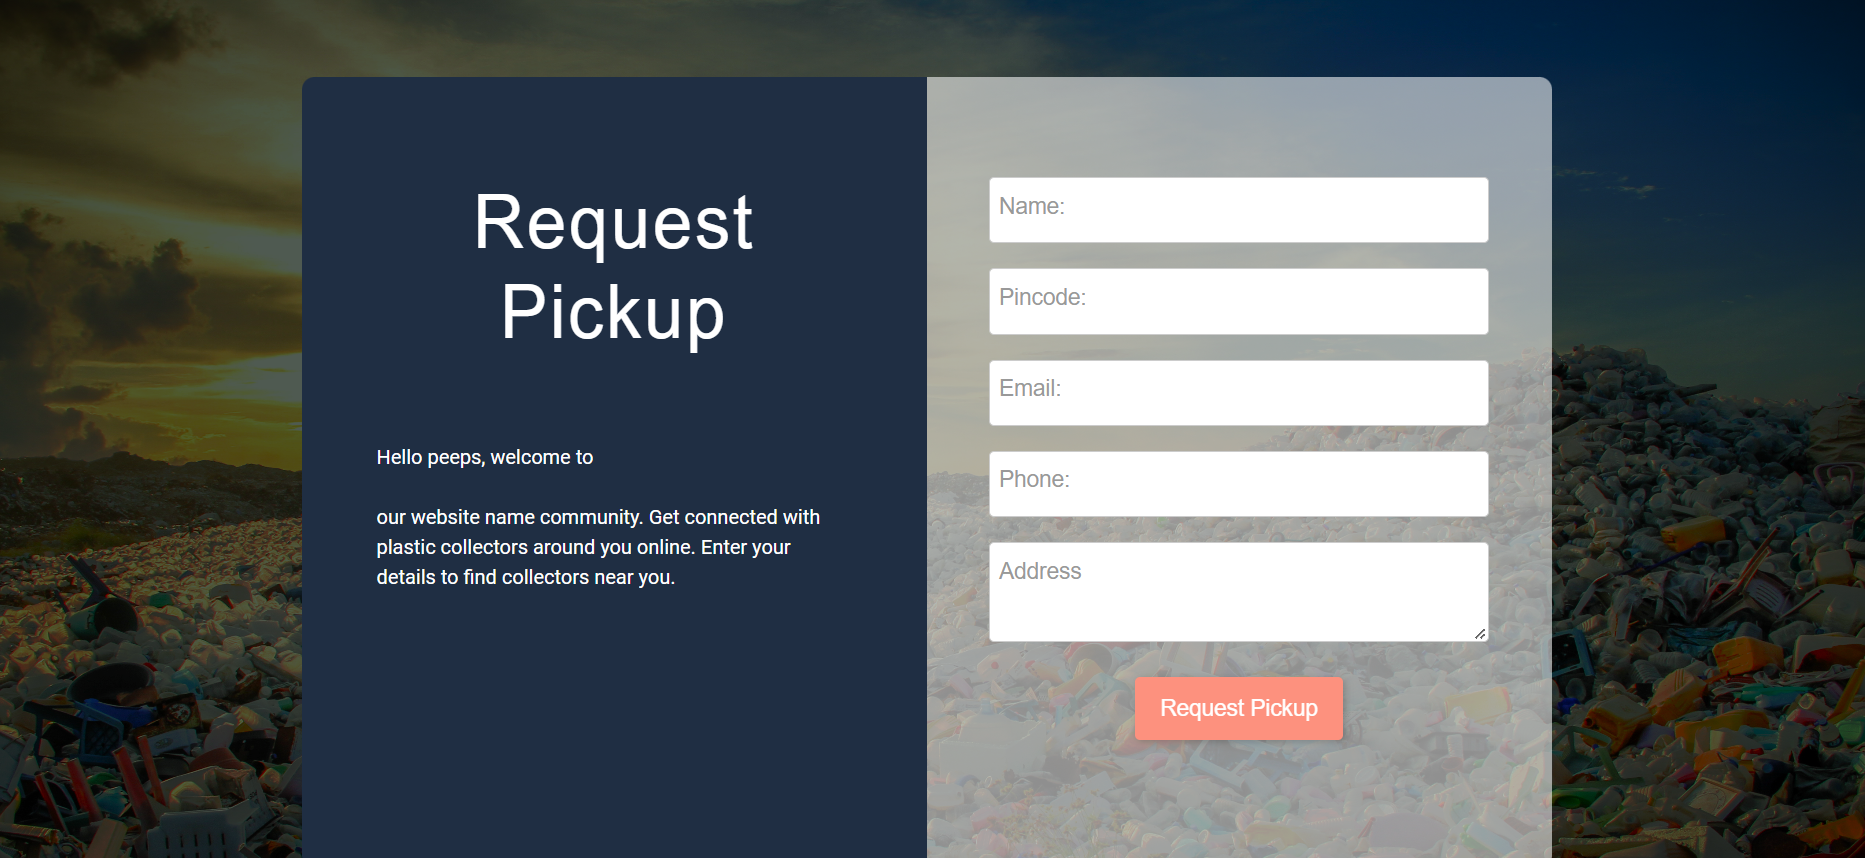 Request
Pickup
Hello peeps, welcome to
our website name community. Get connected with
plastic collectors around you online. Enter your
details to find collectors near you.
Name:
Pincode:
Email:
Phone:
Address
Request Pickup